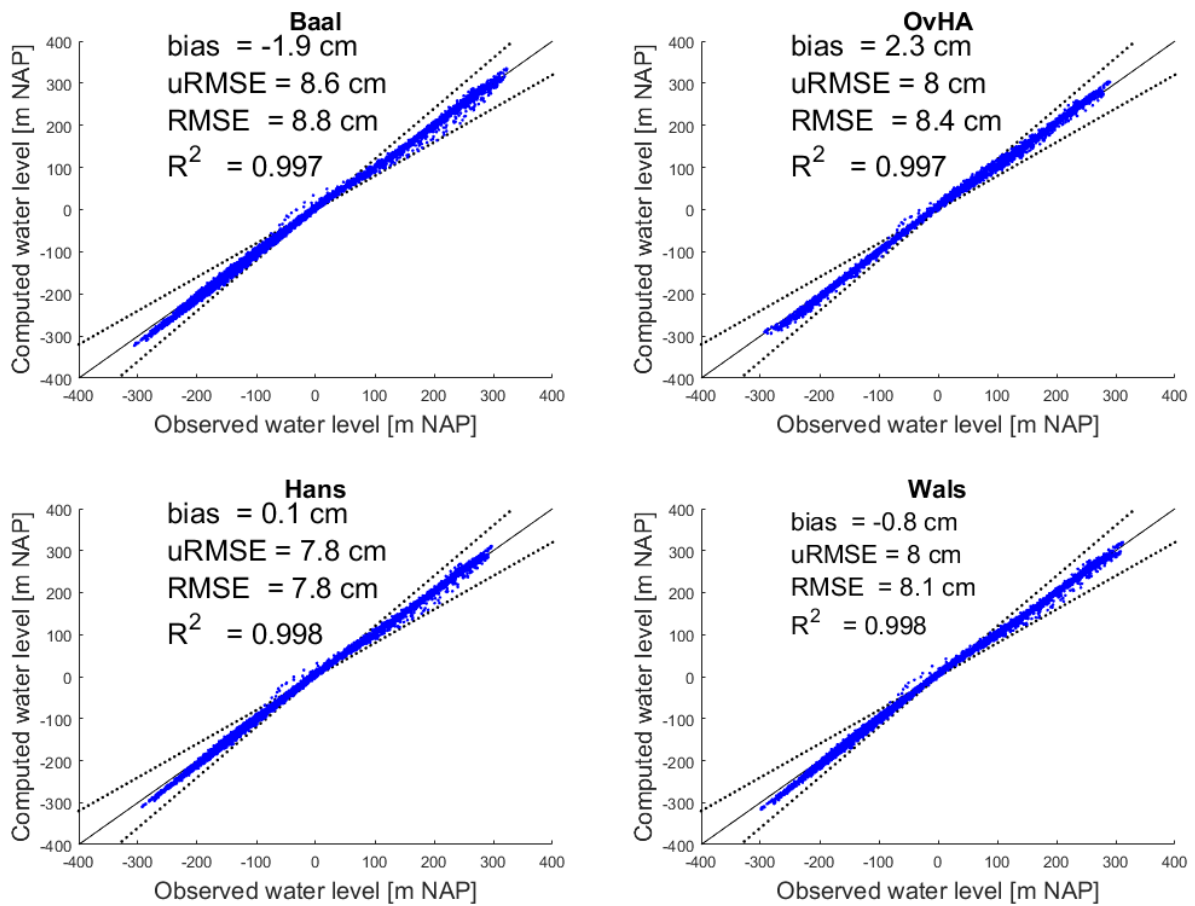 Baal
bias = -1.9 cm
uRMSE = 8.6 cm
RMSE = 8.8 cm
R² = 0.997
Computed water level [m NAP]
400
300
200
100
0
-100
-200
-300
-400
-400 -300 -200 -100 0 100 200 300 400
Observed water level [m NAP]
OvHA
bias = 2.3 cm
uRMSE = 8 cm
RMSE = 8.4 cm
R² = 0.997
Computed water level [m NAP]
400
300
200
100
0
-100
-200
-300
-400
-400 -300 -200 -100 0 100 200 300 400
Observed water level [m NAP]
Hans
bias = 0.1 cm
uRMSE = 7.8 cm
RMSE = 7.8 cm
R² = 0.998
Computed water level [m NAP]
400
300
200
100
0
-100
-200
-300
-400
-400 -300 -200 -100 0 100 200 300 400
Observed water level [m NAP]
Wals
bias = -0.8 cm
uRMSE = 8 cm
RMSE = 8.1 cm
R² = 0.998
Computed water level [m NAP]
400
300
200
100
0
-100
-200
-300
-400
-400 -300 -200 -100 0 100 200 300 400
Observed water level [m NAP]